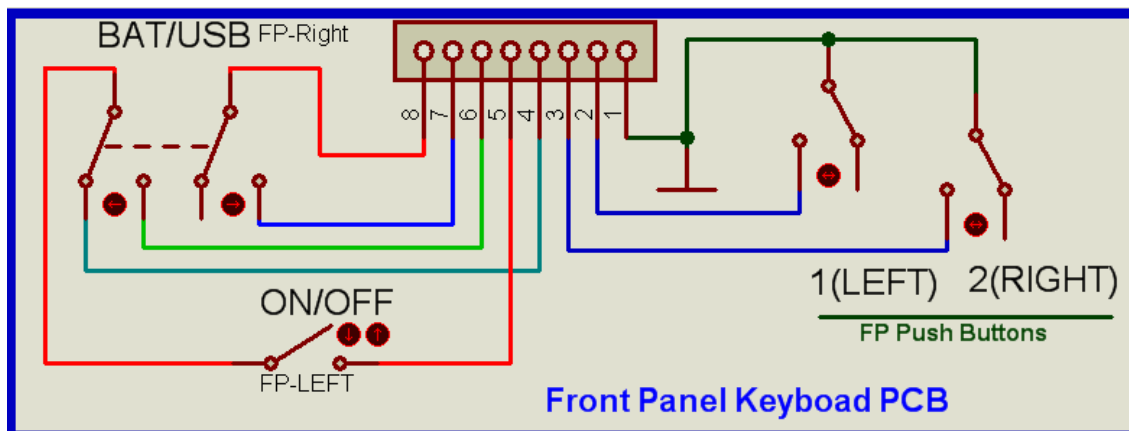 BAT/USB FP-Right
8 7 6 5 4 3 2 1
1(LEFT) 2(RIGHT)
FP Push Buttons
ON/OFF
FP-LEFT
Front Panel Keyboad PCB